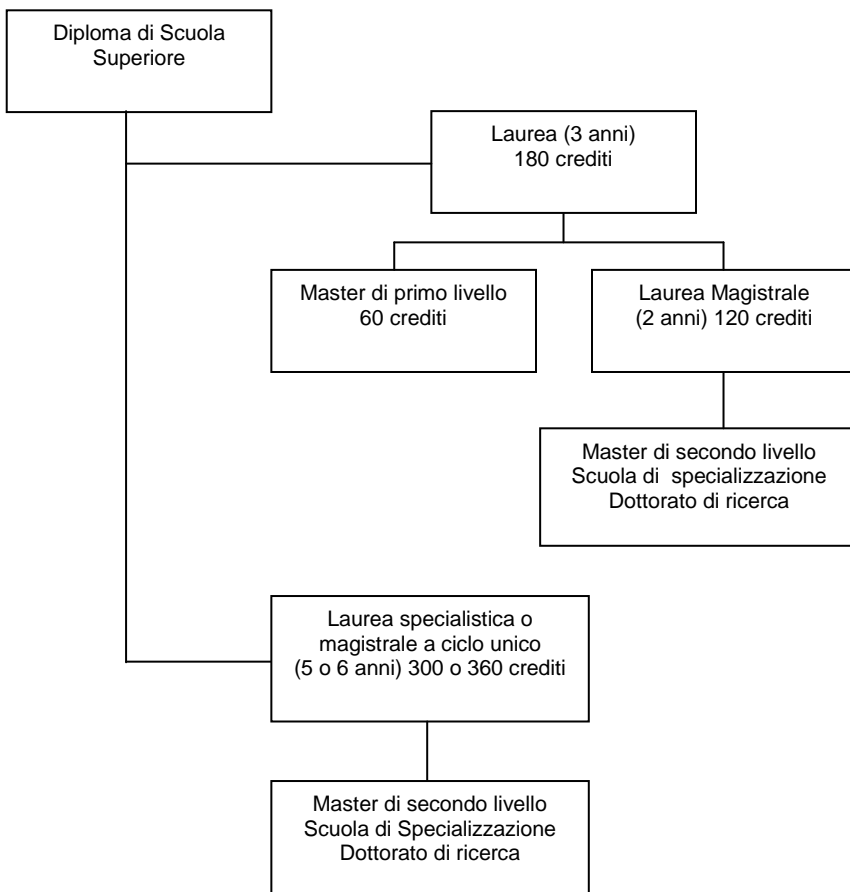 Diploma di Scuola
Superiore
Laurea (3 anni)
180 crediti
Master di primo livello
60 crediti
Laurea Magistrale
(2 anni) 120 crediti
Master di secondo livello
Scuola di  specializzazione
Dottorato di ricerca
Laurea specialistica o
magistrale a ciclo unico
(5 o 6 anni) 300 o 360 crediti
Master di secondo livello
Scuola di Specializzazione
Dottorato di ricerca